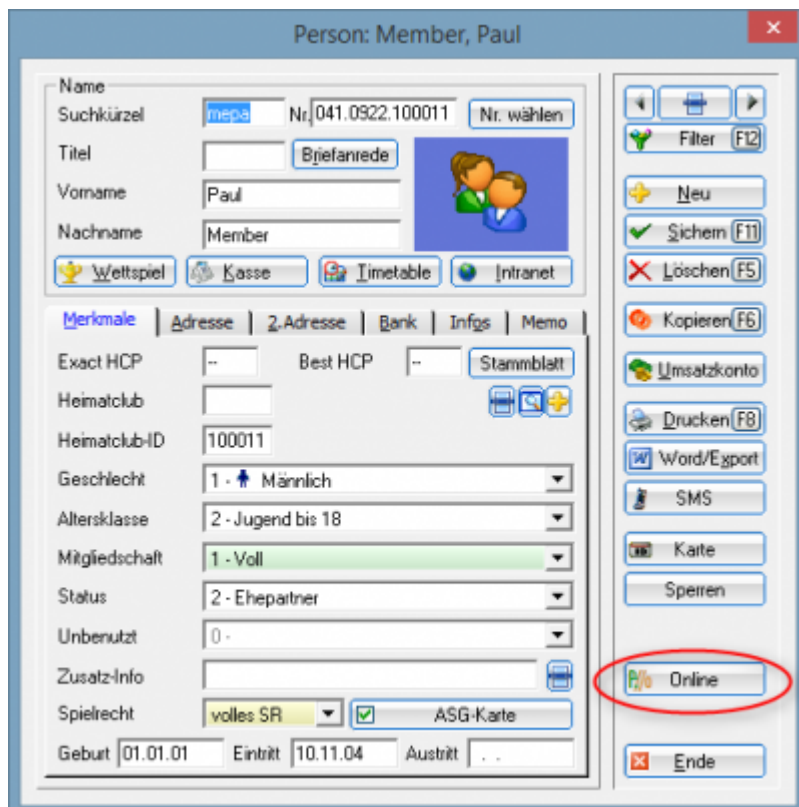 Person: Member, Paul
Name
Suchkürzel mepa Nr. 041.0922.100011 Nr. wählen
Titel Briefanrede
Vorname Paul
Nachname Member
Wettspiel Kasse Timetable Intranet
Merkmale Adresse 2.Adresse Bank Infos Memo
Exact HCP -- Best HCP -- Stammblatt
Heimatclub
Heimatclub-ID 100011
Geschlecht 1 - Männlich
Altersklasse 2 - Jugend bis 18
Mitgliedschaft 1 - Voll
Status 2 - Ehepartner
Unbenutzt 0 -
Zusatz-Info
Spielrecht volles SR ASG-Karte
Geburt 01.01.01 Eintritt 10.11.04 Austritt . .
Filter F12
Neu
Sichern F11
Löschen F5
Kopieren F6
Umsatzkonto
Drucken F8
W Word/Export
SMS
Karte
Sperren
Online
Ende